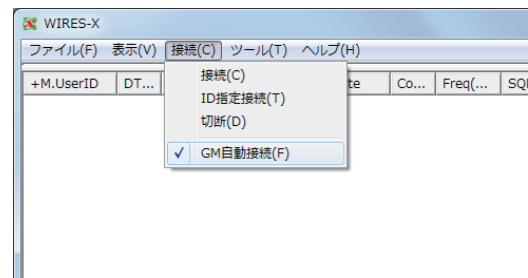 WIRES-X
ファイル(F) 表示(V) 接続(C) ツール(T) ヘルプ(H)
+M.UserID DT... te Co... Freq(... SQ
接続(C)
ID指定接続(T)
切断(D)
✓ GM自動接続(F)